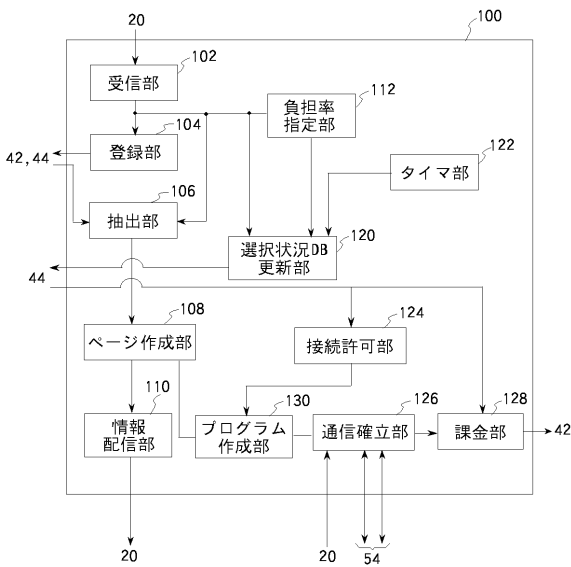 20
100
受信部
102
負担率
指定部
112
登録部
104
42,44
タイマ部
122
抽出部
106
選択状況DB
更新部
120
44
ページ作成部
108
接続許可部
124
情報
配信部
110
プログラム
作成部
130
通信確立部
126
課金部
128
42
20
20
54